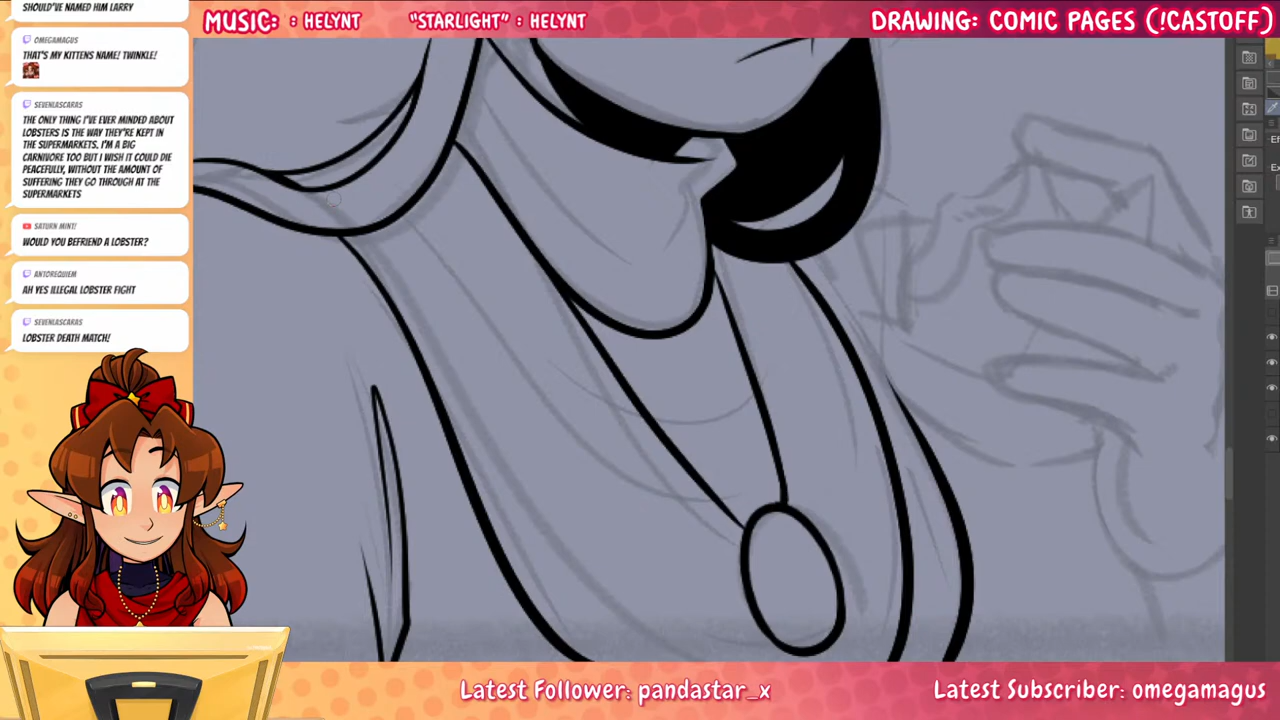 SHOULD'VE NAMED HIM LARRY
MUSIC: : HELYNT "STARLIGHT" : HELYNT
DRAWING: COMIC PAGES (!CASTOFF)
OMEGAMAGUS
THAT'S MY KITTENS NAME! TWINKLE!
SEVENLASCARAS
THE ONLY THING I'VE EVER MINDED ABOUT
LOBSTERS IS THE WAY THEY'RE KEPT IN
THE SUPERMARKETS. I'M A BIG
CARNIVORE TOO BUT I WISH IT COULD DIE
PEACEFULLY, WITHOUT THE AMOUNT OF
SUFFERING THEY GO THROUGH AT THE
SUPERMARKETS
SATURN MINT!
WOULD YOU BEFRIEND A LOBSTER?
ANTOREQUIEM
AH YES ILLEGAL LOBSTER FIGHT
SEVENLASCARAS
LOBSTER DEATH MATCH!
Latest Follower: pandastar_x
Latest Subscriber: omegamagus